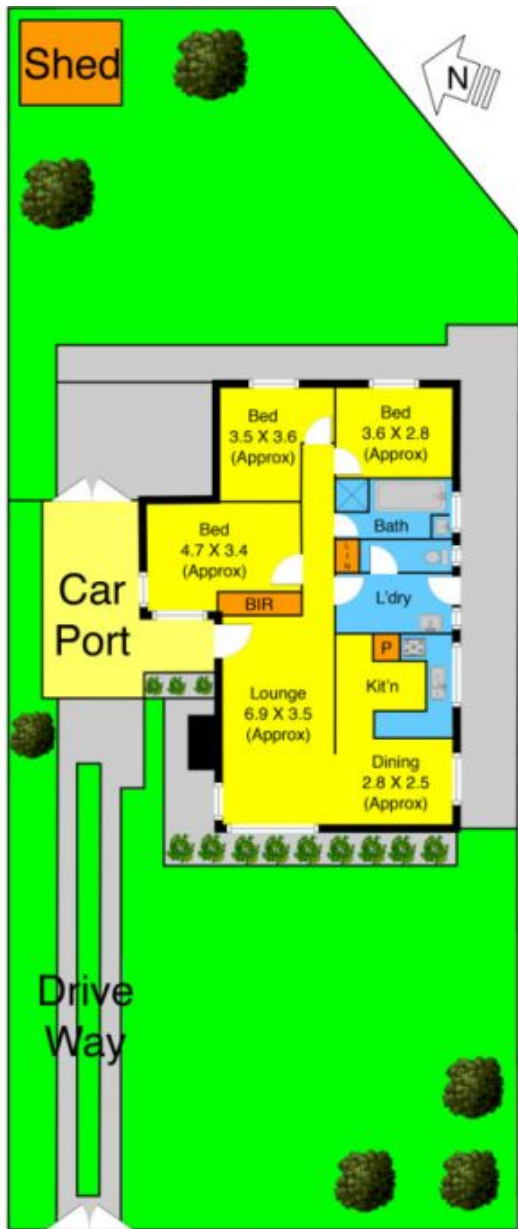 Shed
N
Bed
3.5 X 3.6
(Approx)
Bed
3.6 X 2.8
(Approx)
Bed
4.7 X 3.4
(Approx)
Bath
LIN
BIR
L'dry
Car
Port
P
Kit'n
Lounge
6.9 X 3.5
(Approx)
Dining
2.8 X 2.5
(Approx)
Drive
Way